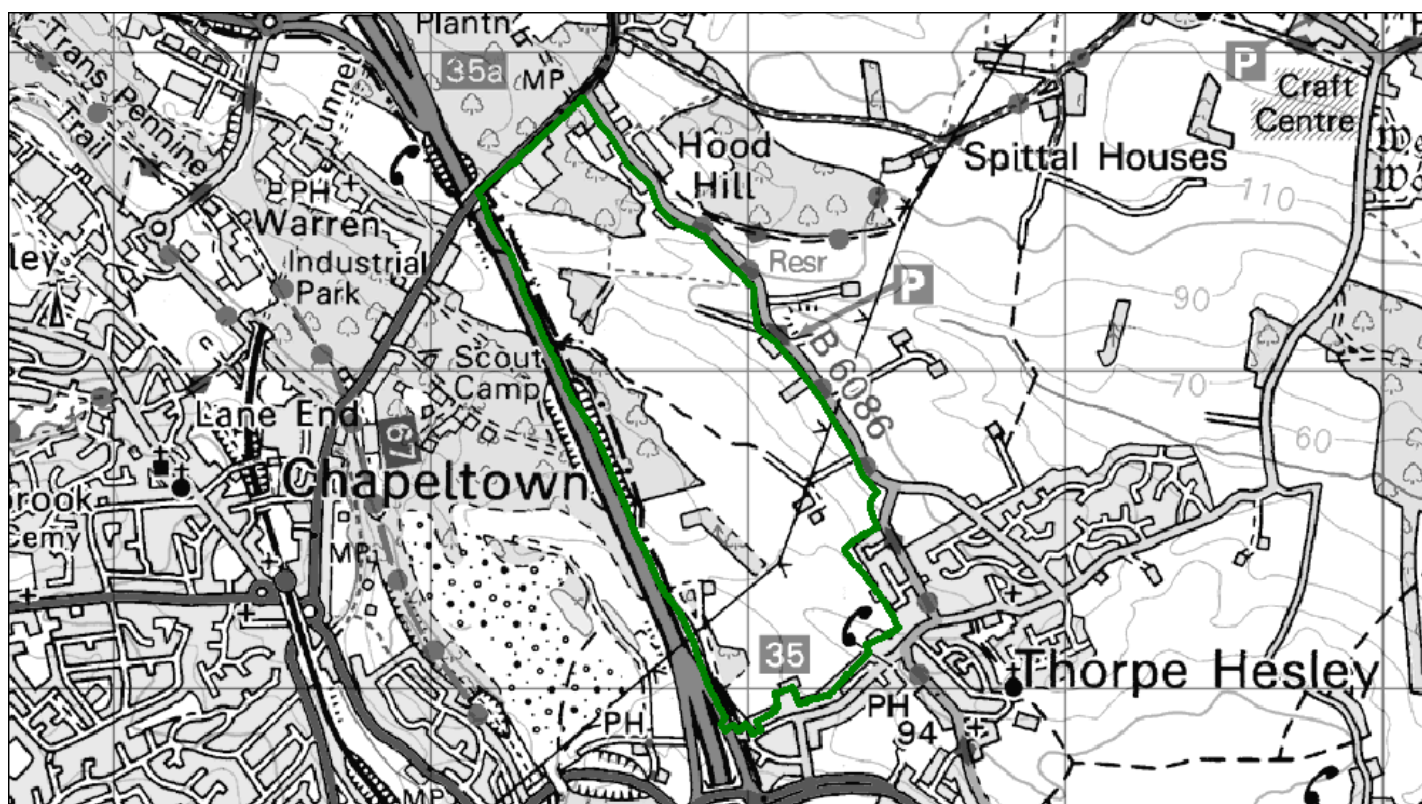 Plantn
35a
MP
P
Craft
Centre
Trans Pennine
Trail
Tunnel
Hood
Hill
Spittal Houses
PH
Warren
110
ley
Industrial
Park
Resr
P
90
B 6086
Scout
Camp
70
Lane End
67
60
Chapeltown
rook
Cemy
MP
35
Thorpe Hesley
PH
PH
94
MP